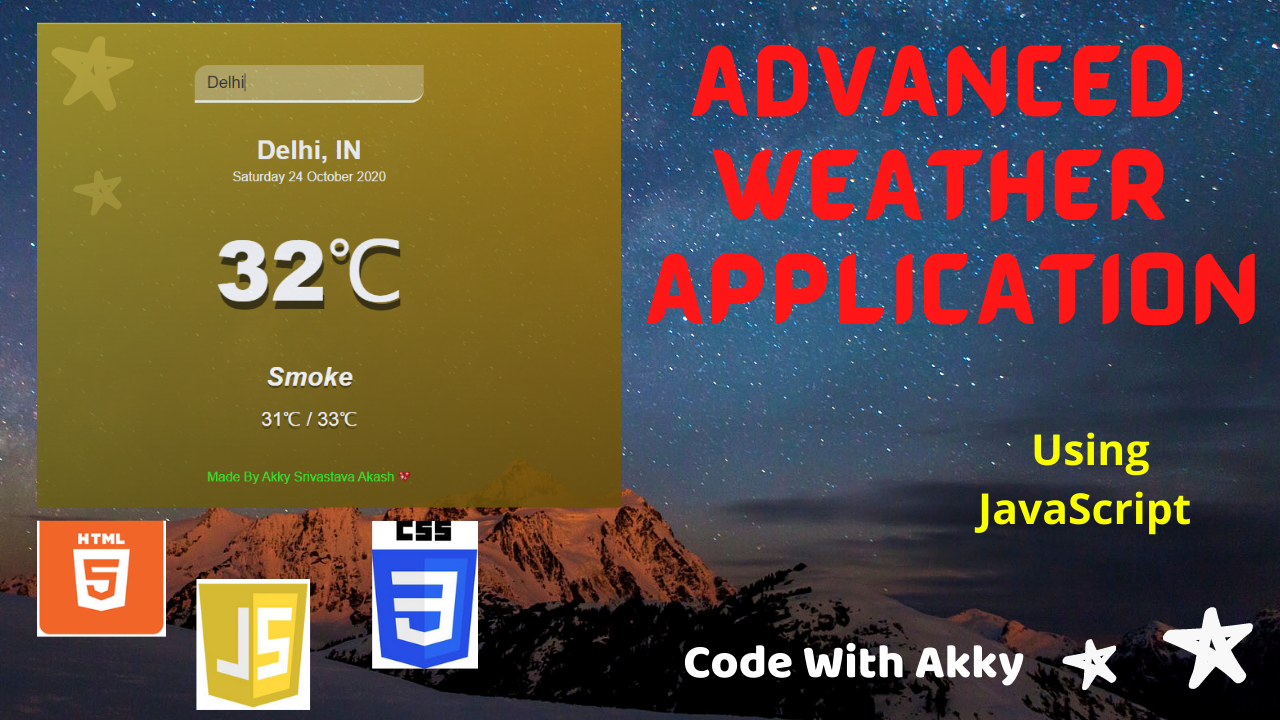 Delhi
Delhi, IN
Saturday 24 October 2020
32℃
Smoke
31℃ / 33℃
Made By Akky Srivastava Akash
ADVANCED
WEATHER
APPLICATION
Using
JavaScript
HTML
5
JS
CSS
3
Code With Akky